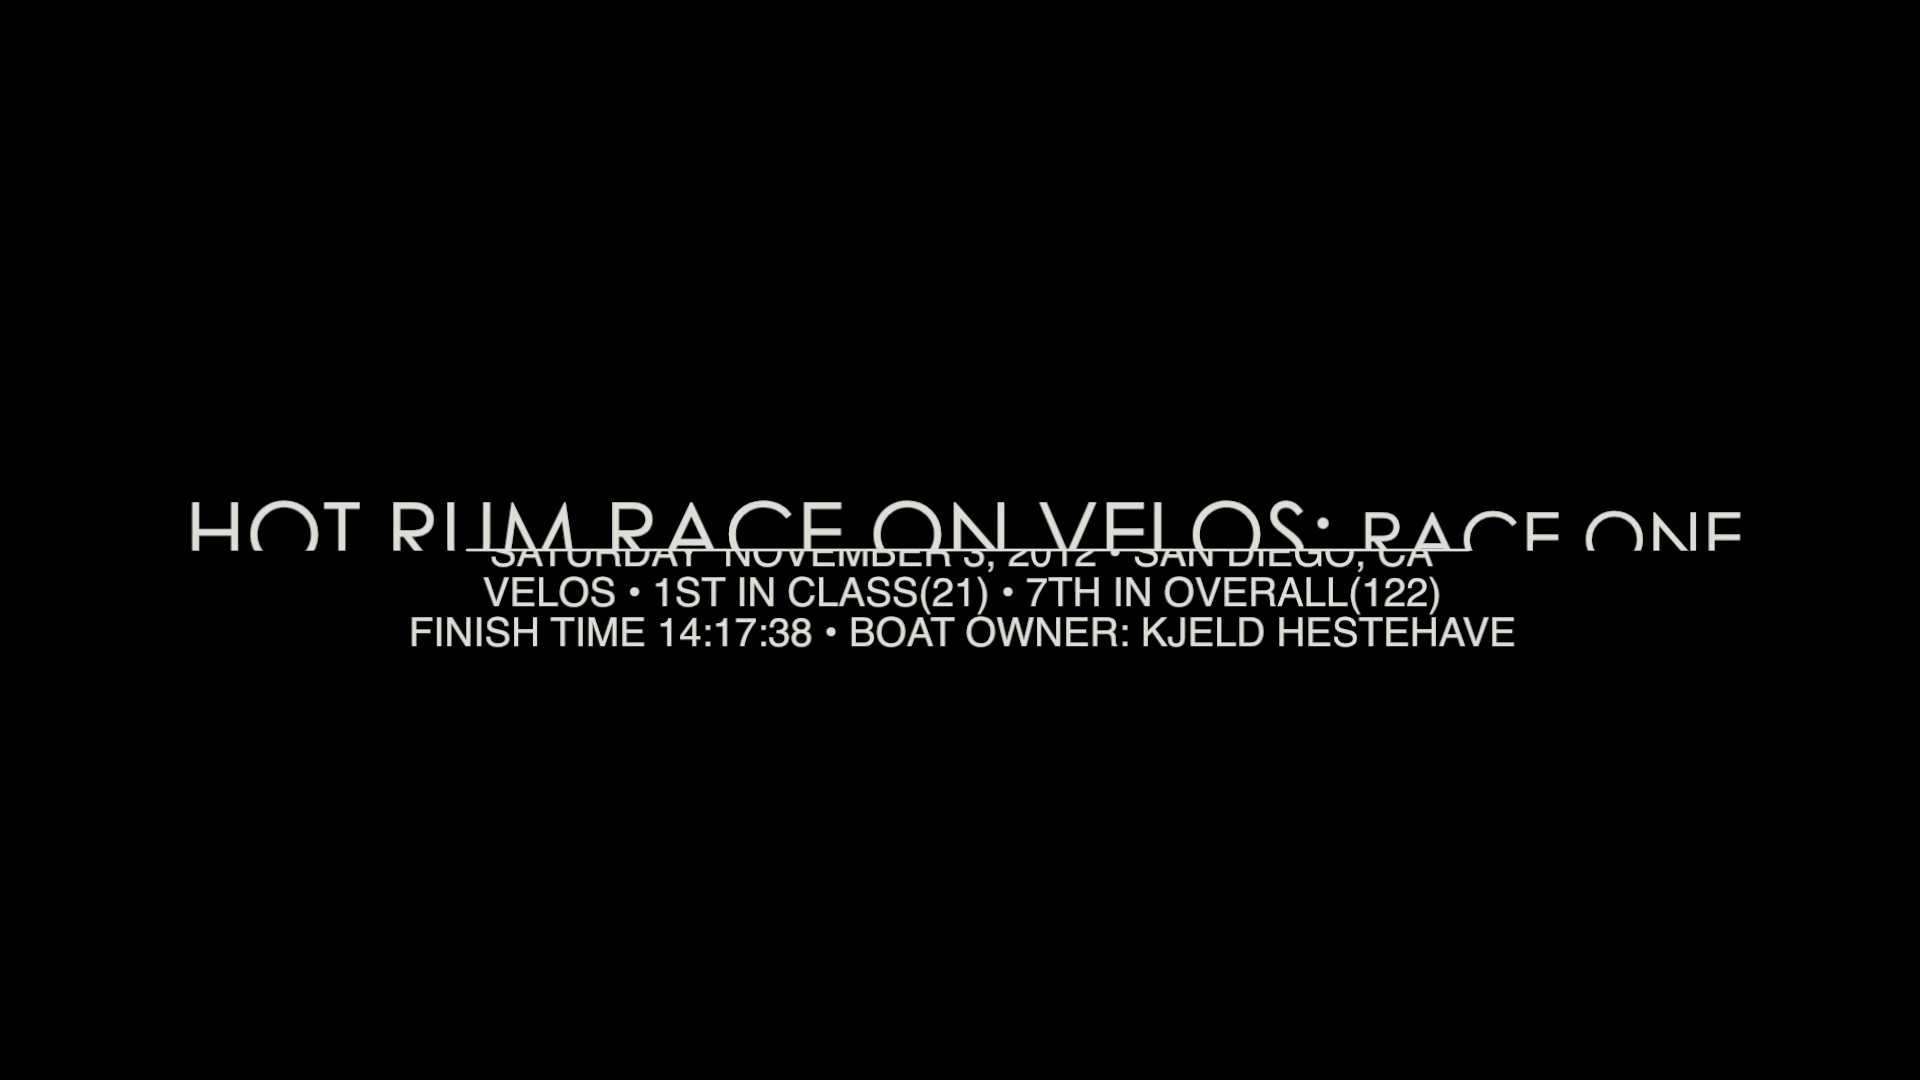 HOT RUM RACE ON VELOS: RACE ONE
SATURDAY NOVEMBER 3, 2012 • SAN DIEGO, CA
VELOS • 1ST IN CLASS(21) • 7TH IN OVERALL(122)
FINISH TIME 14:17:38 • BOAT OWNER: KJELD HESTEHAVE